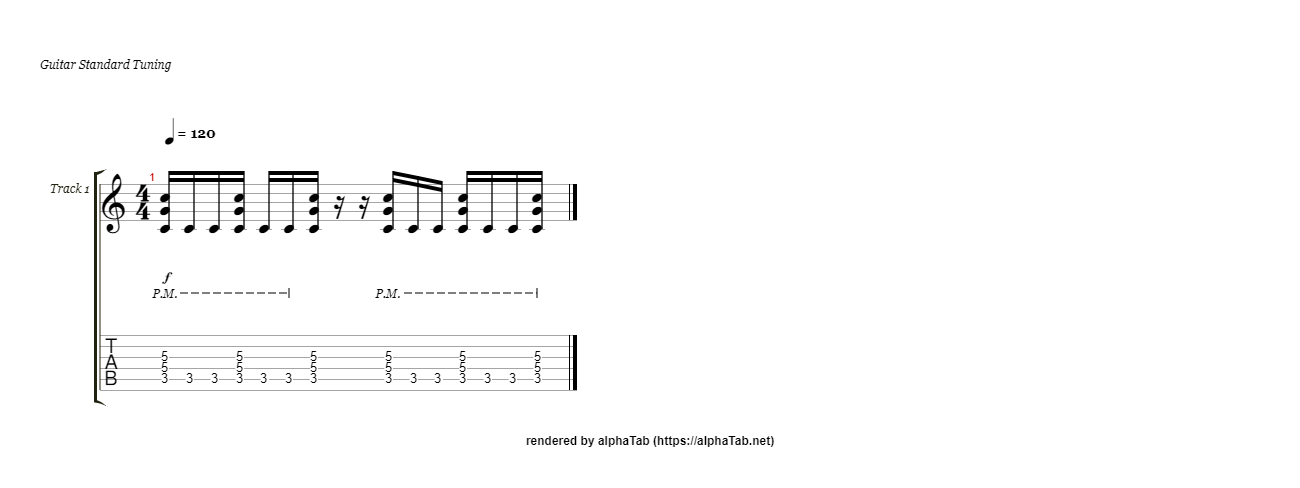 Guitar Standard Tuning
= 120
Track 1
1
4
4
f
P.M. P.M.
T
A
B
5 5 5 5 5 5
5 5 5 5 5 5
3 3 3 3 3 3 3 3 3 3 3 3 3 3
rendered by alphaTab (https://alphaTab.net)